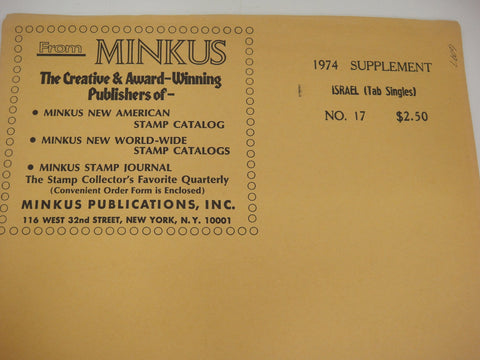 From MINKUS
The Creative & Award-Winning
Publishers of-
• MINKUS NEW AMERICAN
STAMP CATALOG
• MINKUS NEW WORLD-WIDE
STAMP CATALOGS
• MINKUS STAMP JOURNAL
The Stamp Collector's Favorite Quarterly
(Convenient Order Form is Enclosed)
MINKUS PUBLICATIONS, INC.
116 WEST 32nd STREET, NEW YORK, N.Y. 10001
1974 SUPPLEMENT
ISRAEL (Tab Singles)
NO. 17 $2.50